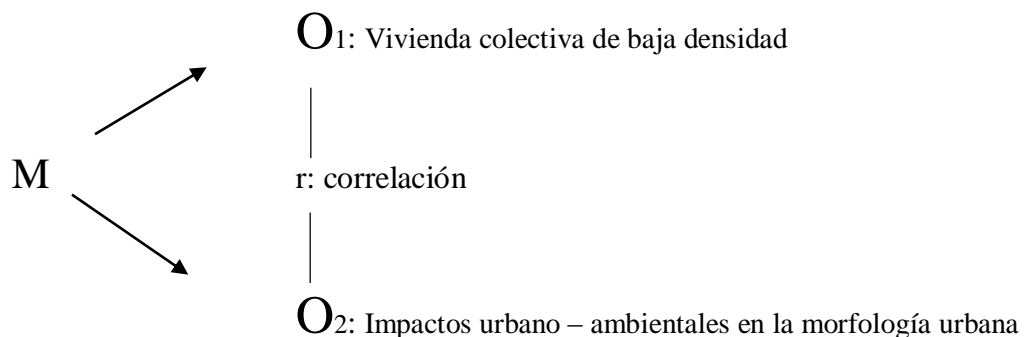 O1: Vivienda colectiva de baja densidad
M
r: correlación
O2: Impactos urbano – ambientales en la morfología urbana